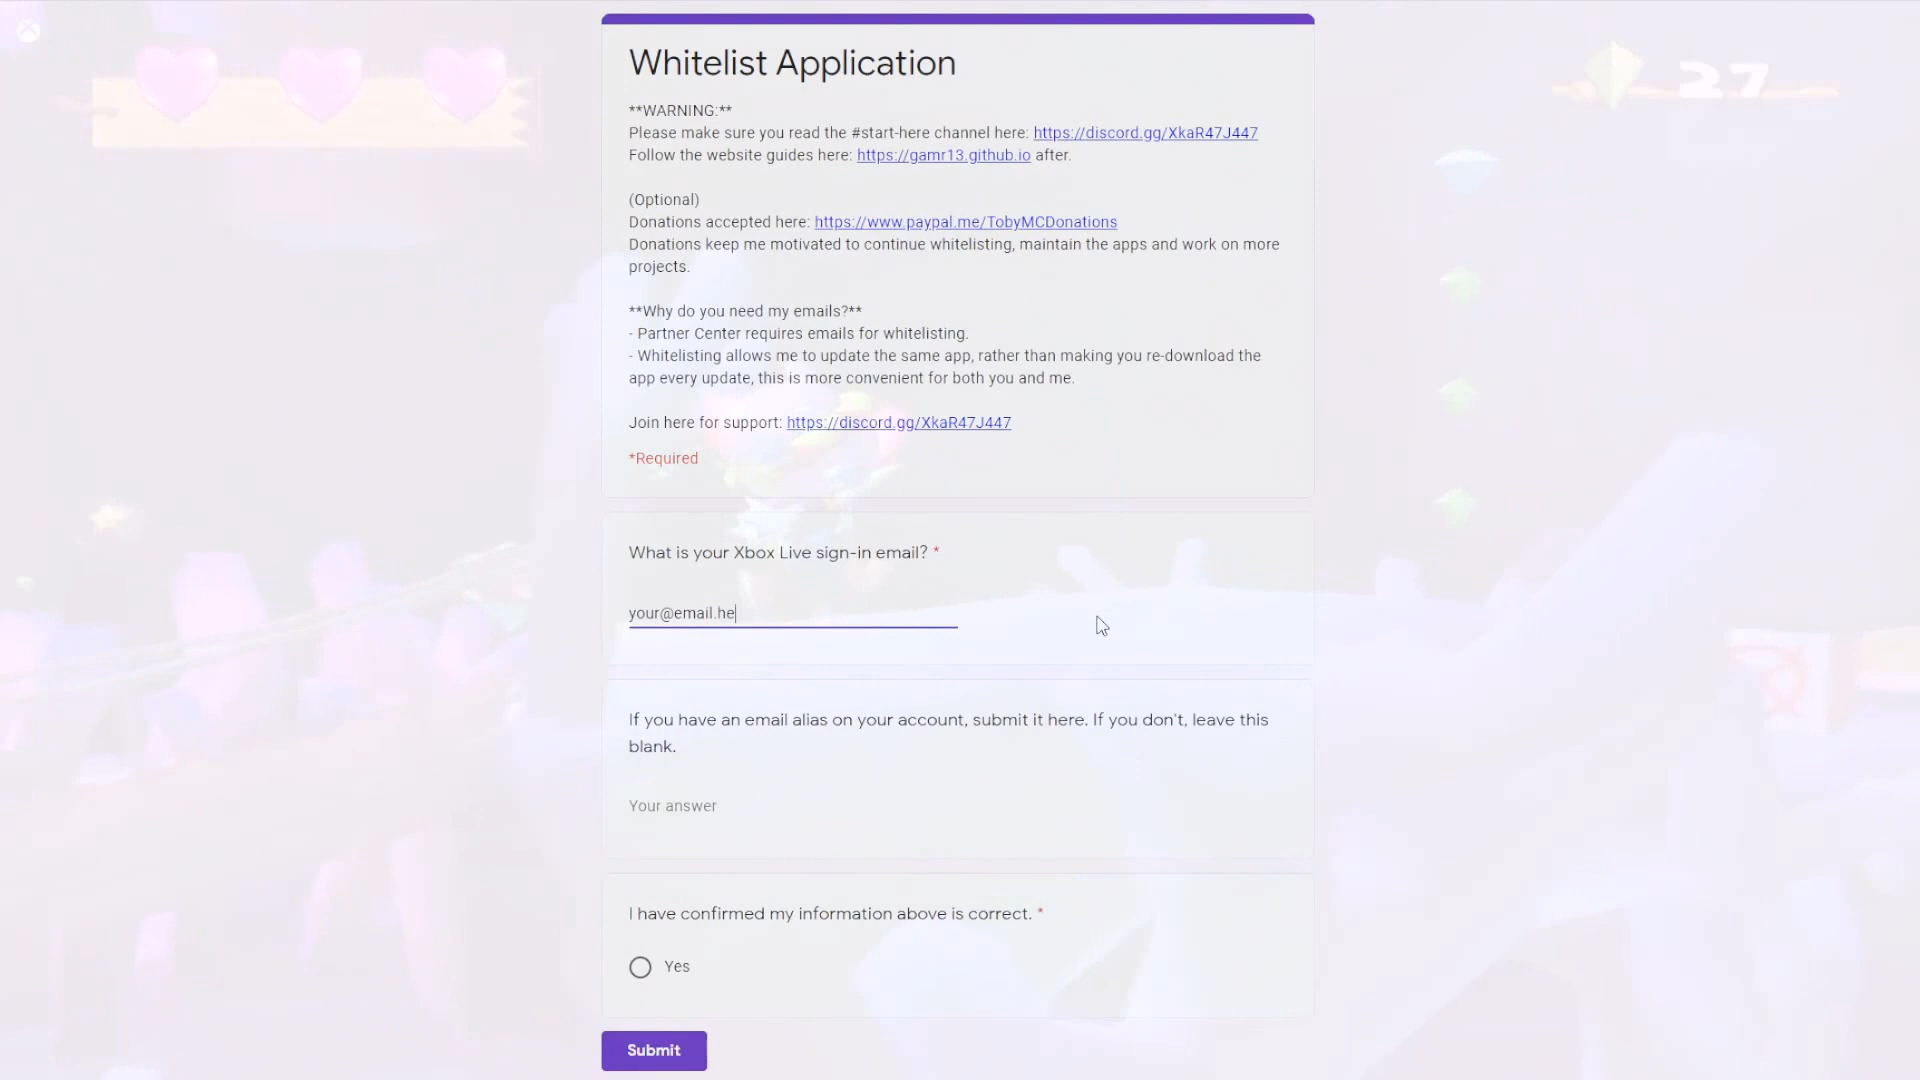 27
Whitelist Application
**WARNING:**
Please make sure you read the #start-here channel here: https://discord.gg/XkaR47J447
Follow the website guides here: https://gamr13.github.io after.
(Optional)
Donations accepted here: https://www.paypal.me/TobyMCDonations
Donations keep me motivated to continue whitelisting, maintain the apps and work on more
projects.
**Why do you need my emails?**
- Partner Center requires emails for whitelisting.
- Whitelisting allows me to update the same app, rather than making you re-download the
app every update, this is more convenient for both you and me.
Join here for support: https://discord.gg/XkaR47J447
*Required
What is your Xbox Live sign-in email? *
your@email.he
If you have an email alias on your account, submit it here. If you don't, leave this
blank.
Your answer
I have confirmed my information above is correct. *
Yes
Submit